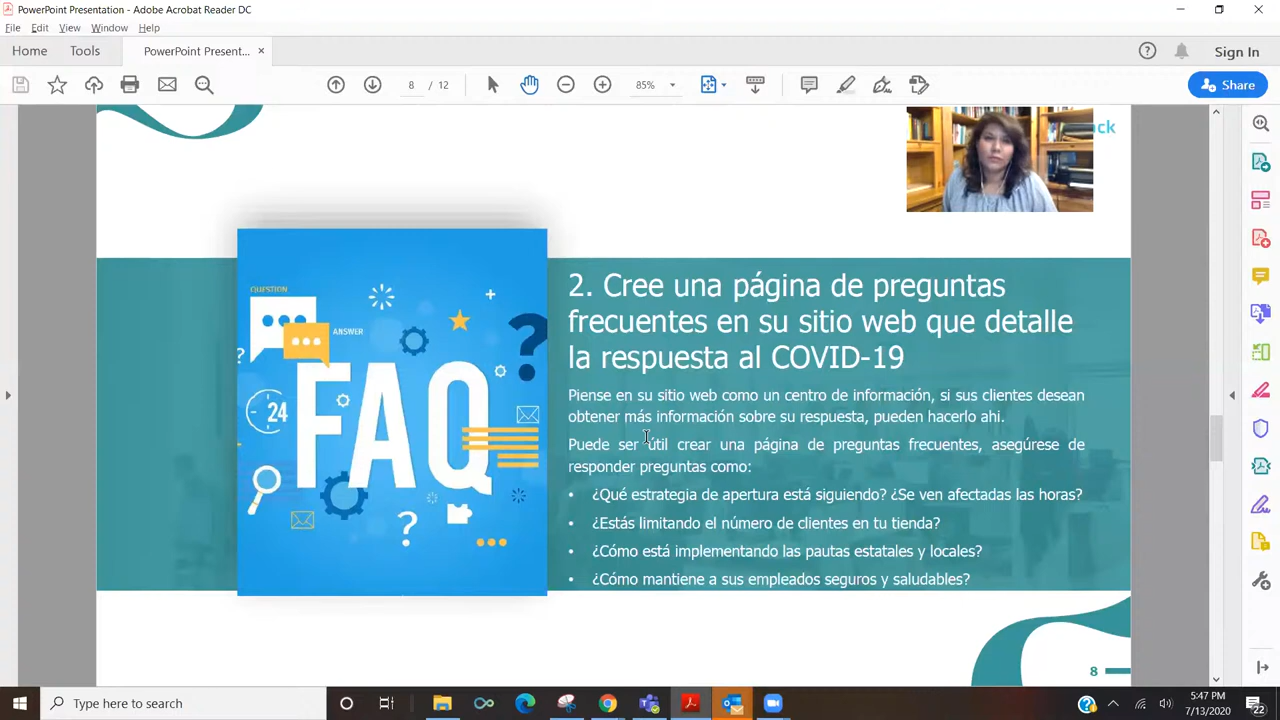 PowerPoint Presentation - Adobe Acrobat Reader DC
File Edit View Window Help
Home Tools PowerPoint Present... ×
Sign In
8 / 12
85%
Share
ck
QUESTION
ANSWER
?
?
24
FAQ
?
2. Cree una página de preguntas
frecuentes en su sitio web que detalle
la respuesta al COVID-19
Piense en su sitio web como un centro de información, si sus clientes desean
obtener más información sobre su respuesta, pueden hacerlo ahi.
Puede ser útil crear una página de preguntas frecuentes, asegúrese de
responder preguntas como:
• ¿Qué estrategia de apertura está siguiendo? ¿Se ven afectadas las horas?
• ¿Estás limitando el número de clientes en tu tienda?
• ¿Cómo está implementando las pautas estatales y locales?
• ¿Cómo mantiene a sus empleados seguros y saludables?
8
Type here to search
5:47 PM
7/13/2020
22